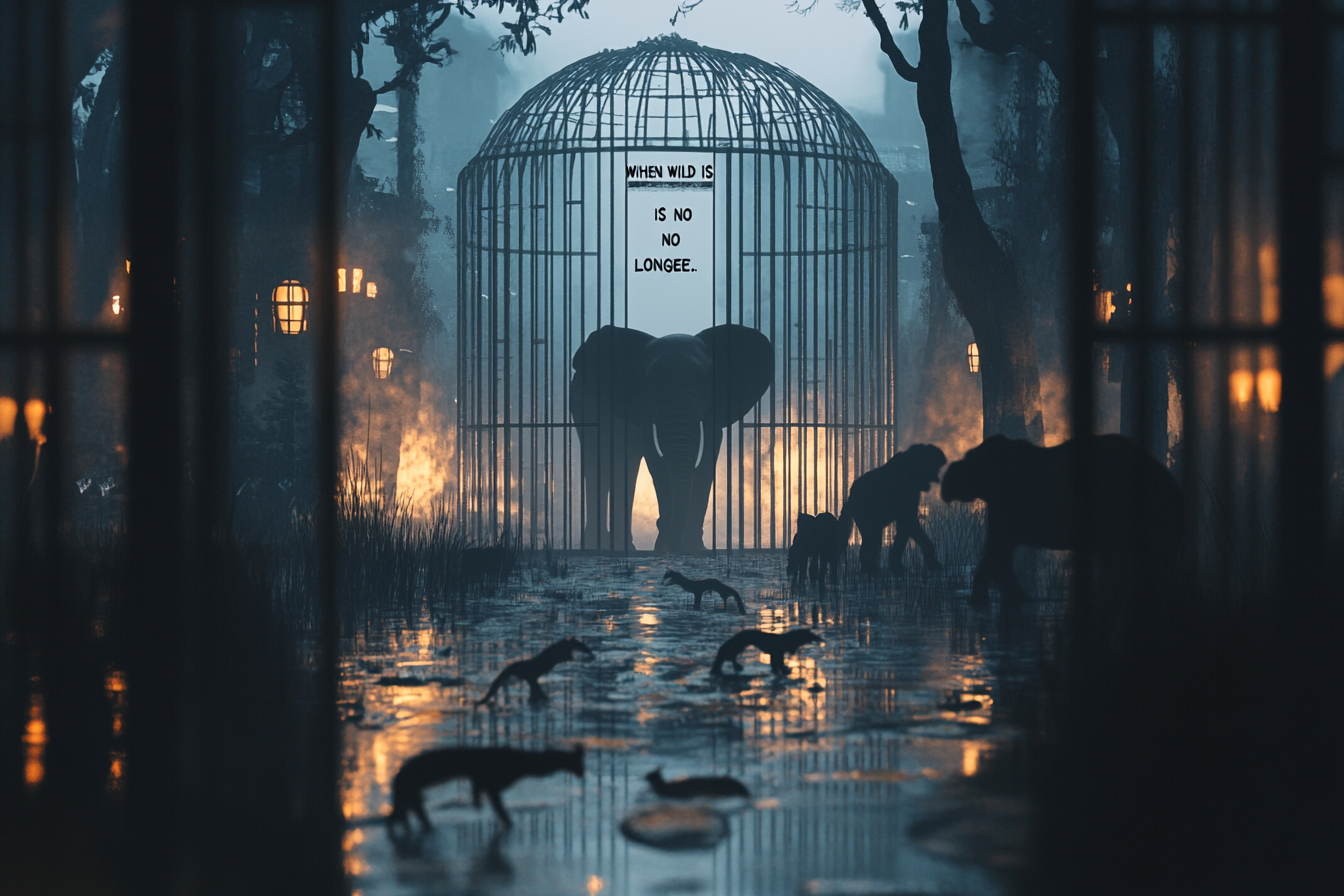 WHEN WILD IS
IS NO
NO
LONGEE..